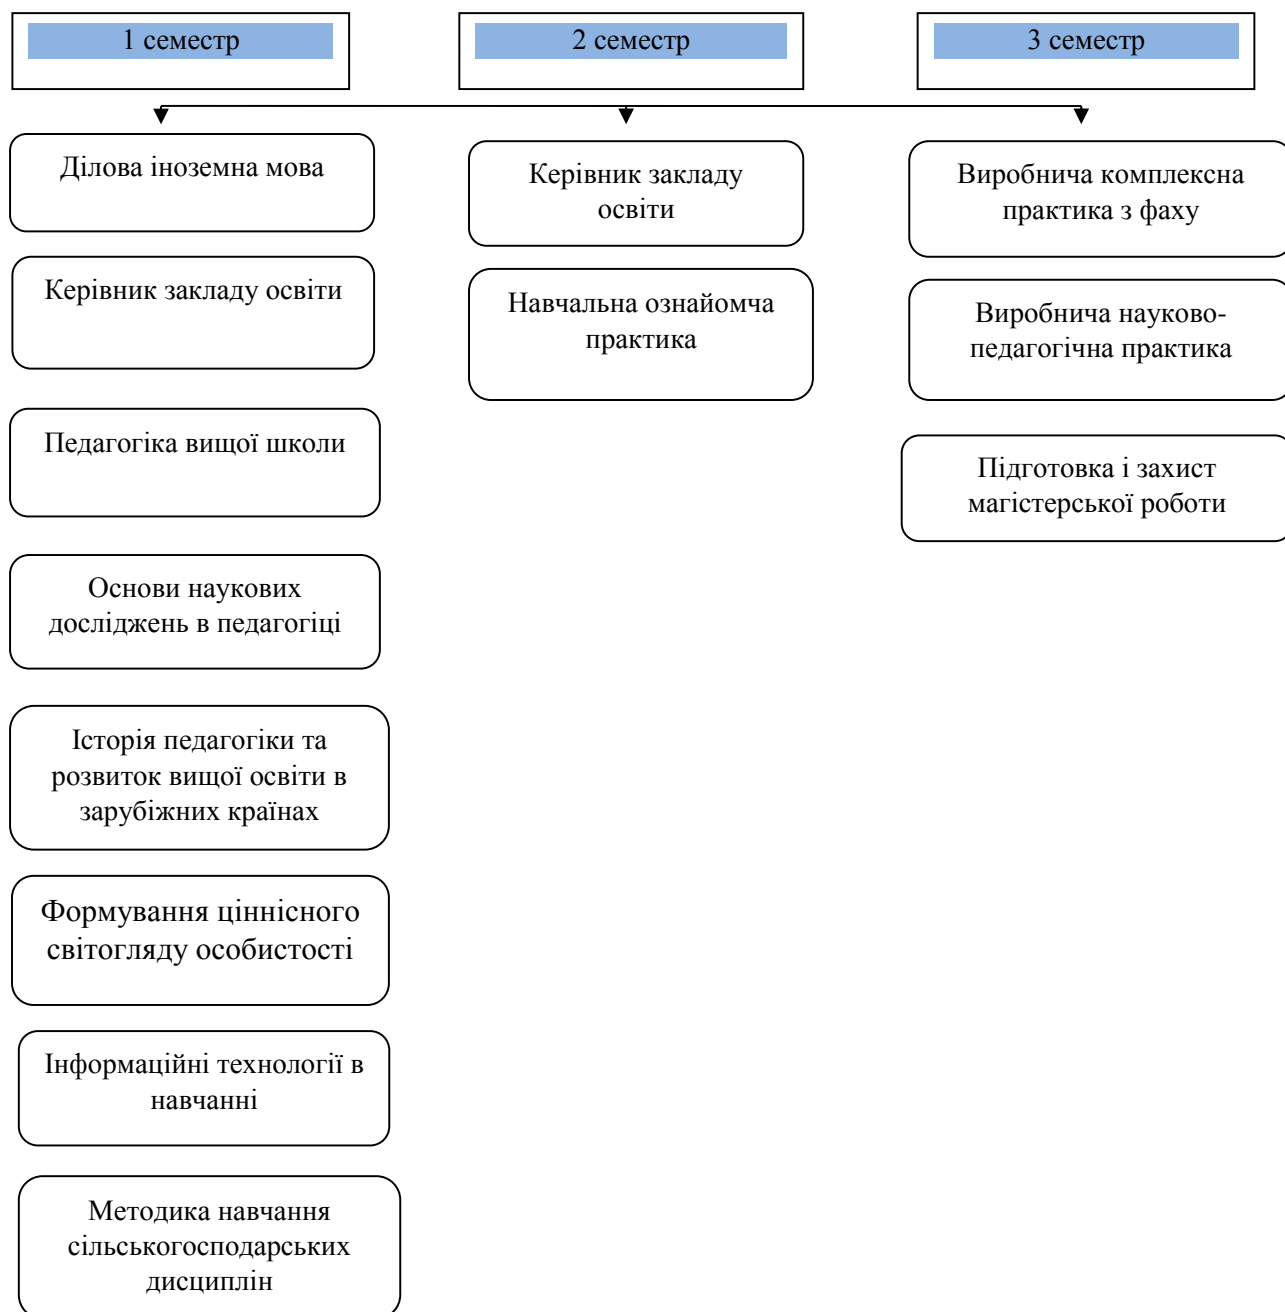 1 семестр
2 семестр
3 семестр
Ділова іноземна мова
Керівник закладу освіти
Педагогіка вищої школи
Основи наукових
досліджень в педагогіці
Історія педагогіки та
розвиток вищої освіти в
зарубіжних країнах
Формування ціннісного
світогляду особистості
Інформаційні технології в
навчанні
Методика навчання
сільськогосподарських
дисциплін
Керівник закладу
освіти
Навчальна ознайомча
практика
Виробнича комплексна
практика з фаху
Виробнича науково-
педагогічна практика
Підготовка і захист
магістерської роботи